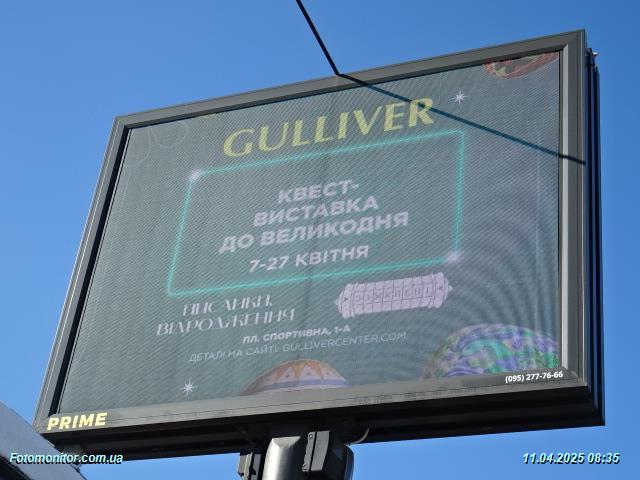 GULLIVER
КВЕСТ-
ВИСТАВКА
ДО ВЕЛИКОДНЯ
7-27 КВІТНЯ
ПИСАНКИ.
ВІДРОДЖЕННЯ
ПЛ. СПОРТИВНА, 1-А
ДЕТАЛІ НА САЙТІ: GULLIVERCENTER.COM
(095) 277-76-66
PRIME
Fotomonitor.com.ua
11.04.2025 08:35